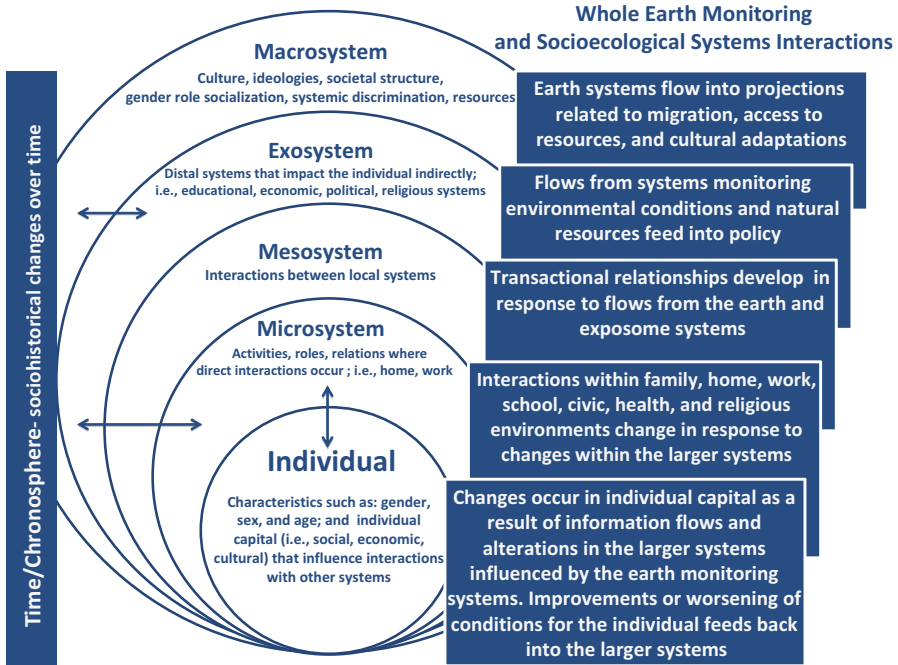 Whole Earth Monitoring
and Socioecological Systems Interactions
Time/Chronosphere- sociohistorical changes over time
Macrosystem
Culture, ideologies, societal structure,
gender role socialization, systemic discrimination, resources
Earth systems flow into projections
related to migration, access to
resources, and cultural adaptations
Exosystem
Distal systems that impact the individual indirectly;
i.e., educational, economic, political, religious systems
Flows from systems monitoring
environmental conditions and natural
resources feed into policy
Mesosystem
Interactions between local systems
Transactional relationships develop in
response to flows from the earth and
exposome systems
Microsystem
Activities, roles, relations where
direct interactions occur ; i.e., home, work
Interactions within family, home, work,
school, civic, health, and religious
environments change in response to
changes within the larger systems
Individual
Characteristics such as: gender,
sex, and age; and individual
capital (i.e., social, economic,
cultural) that influence interactions
with other systems
Changes occur in individual capital as a
result of information flows and
alterations in the larger systems
influenced by the earth monitoring
systems. Improvements or worsening of
conditions for the individual feeds back
into the larger systems